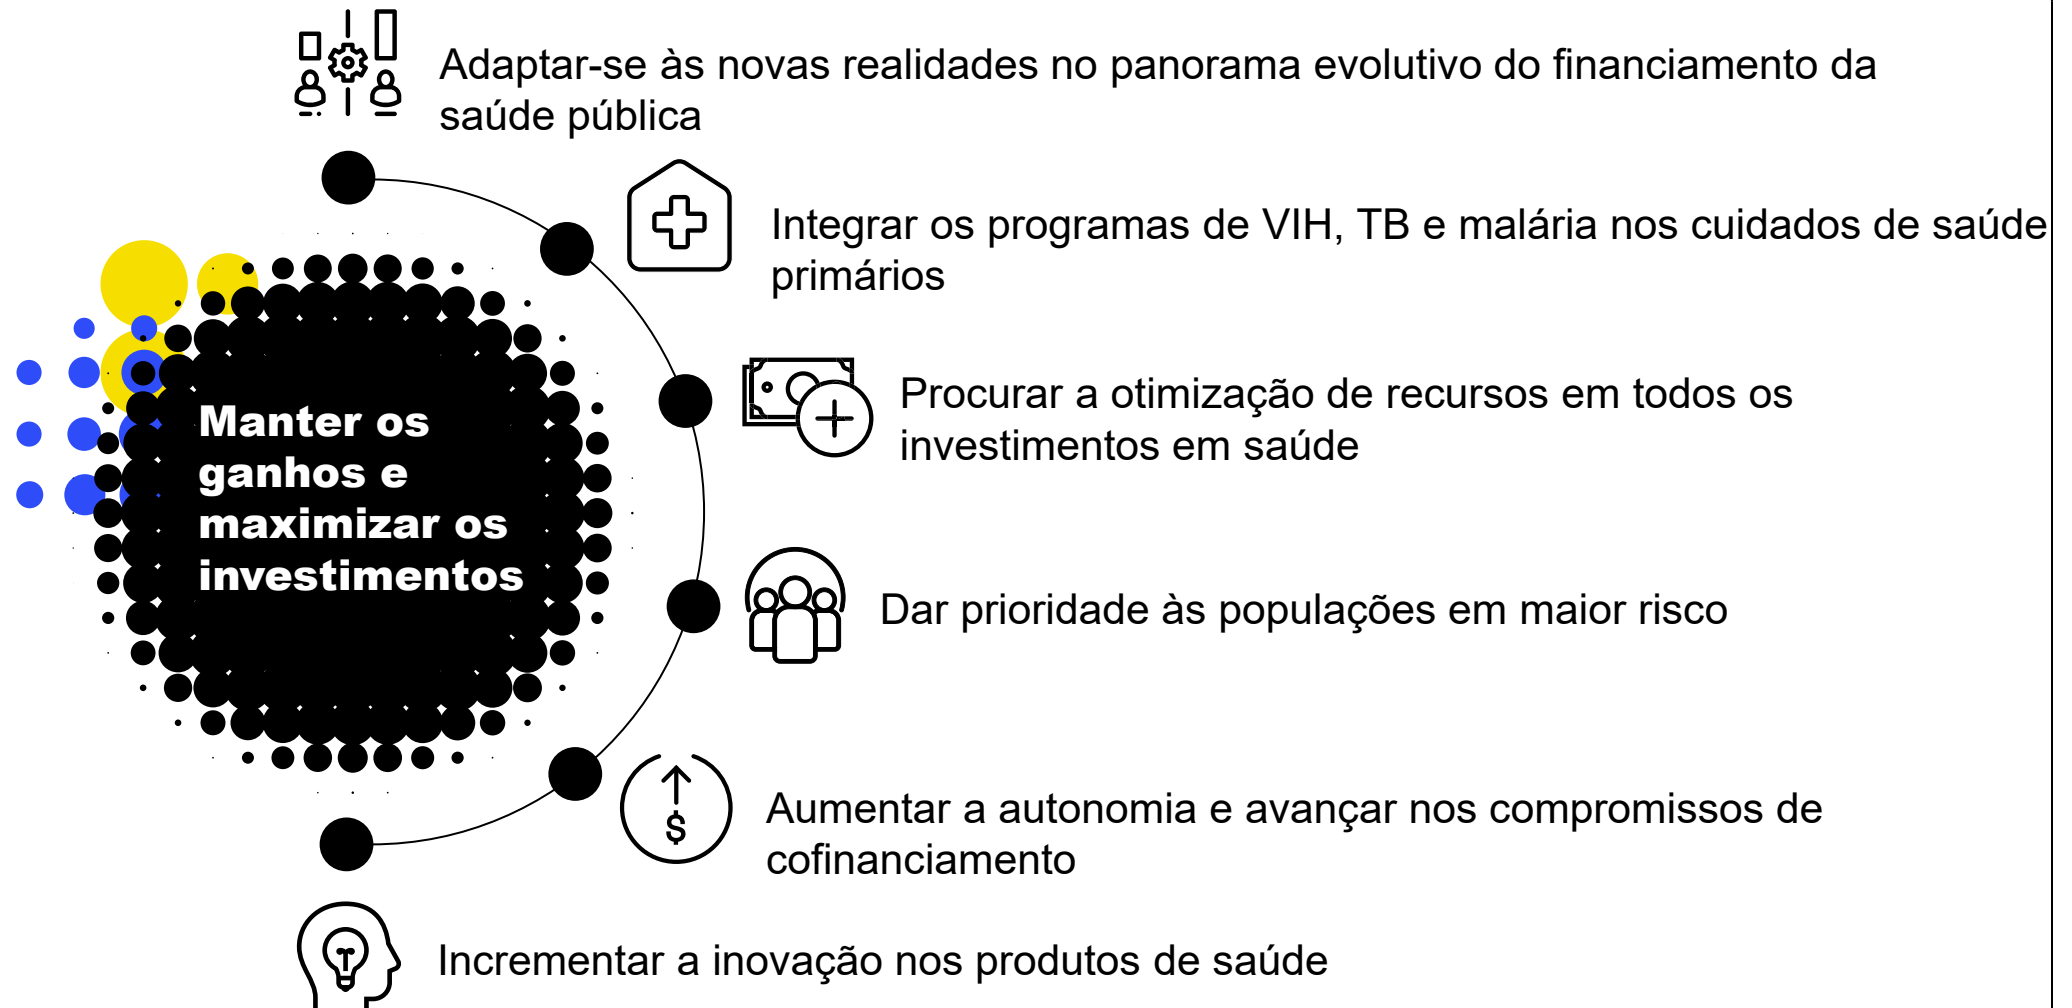 Adaptar-se às novas realidades no panorama evolutivo do financiamento da
saúde pública
Integrar os programas de VIH, TB e malária nos cuidados de saúde
primários
Procurar a otimização de recursos em todos os
investimentos em saúde
Manter os
ganhos e
maximizar os
investimentos
Dar prioridade às populações em maior risco
Aumentar a autonomia e avançar nos compromissos de
cofinanciamento
$
Incrementar a inovação nos produtos de saúde